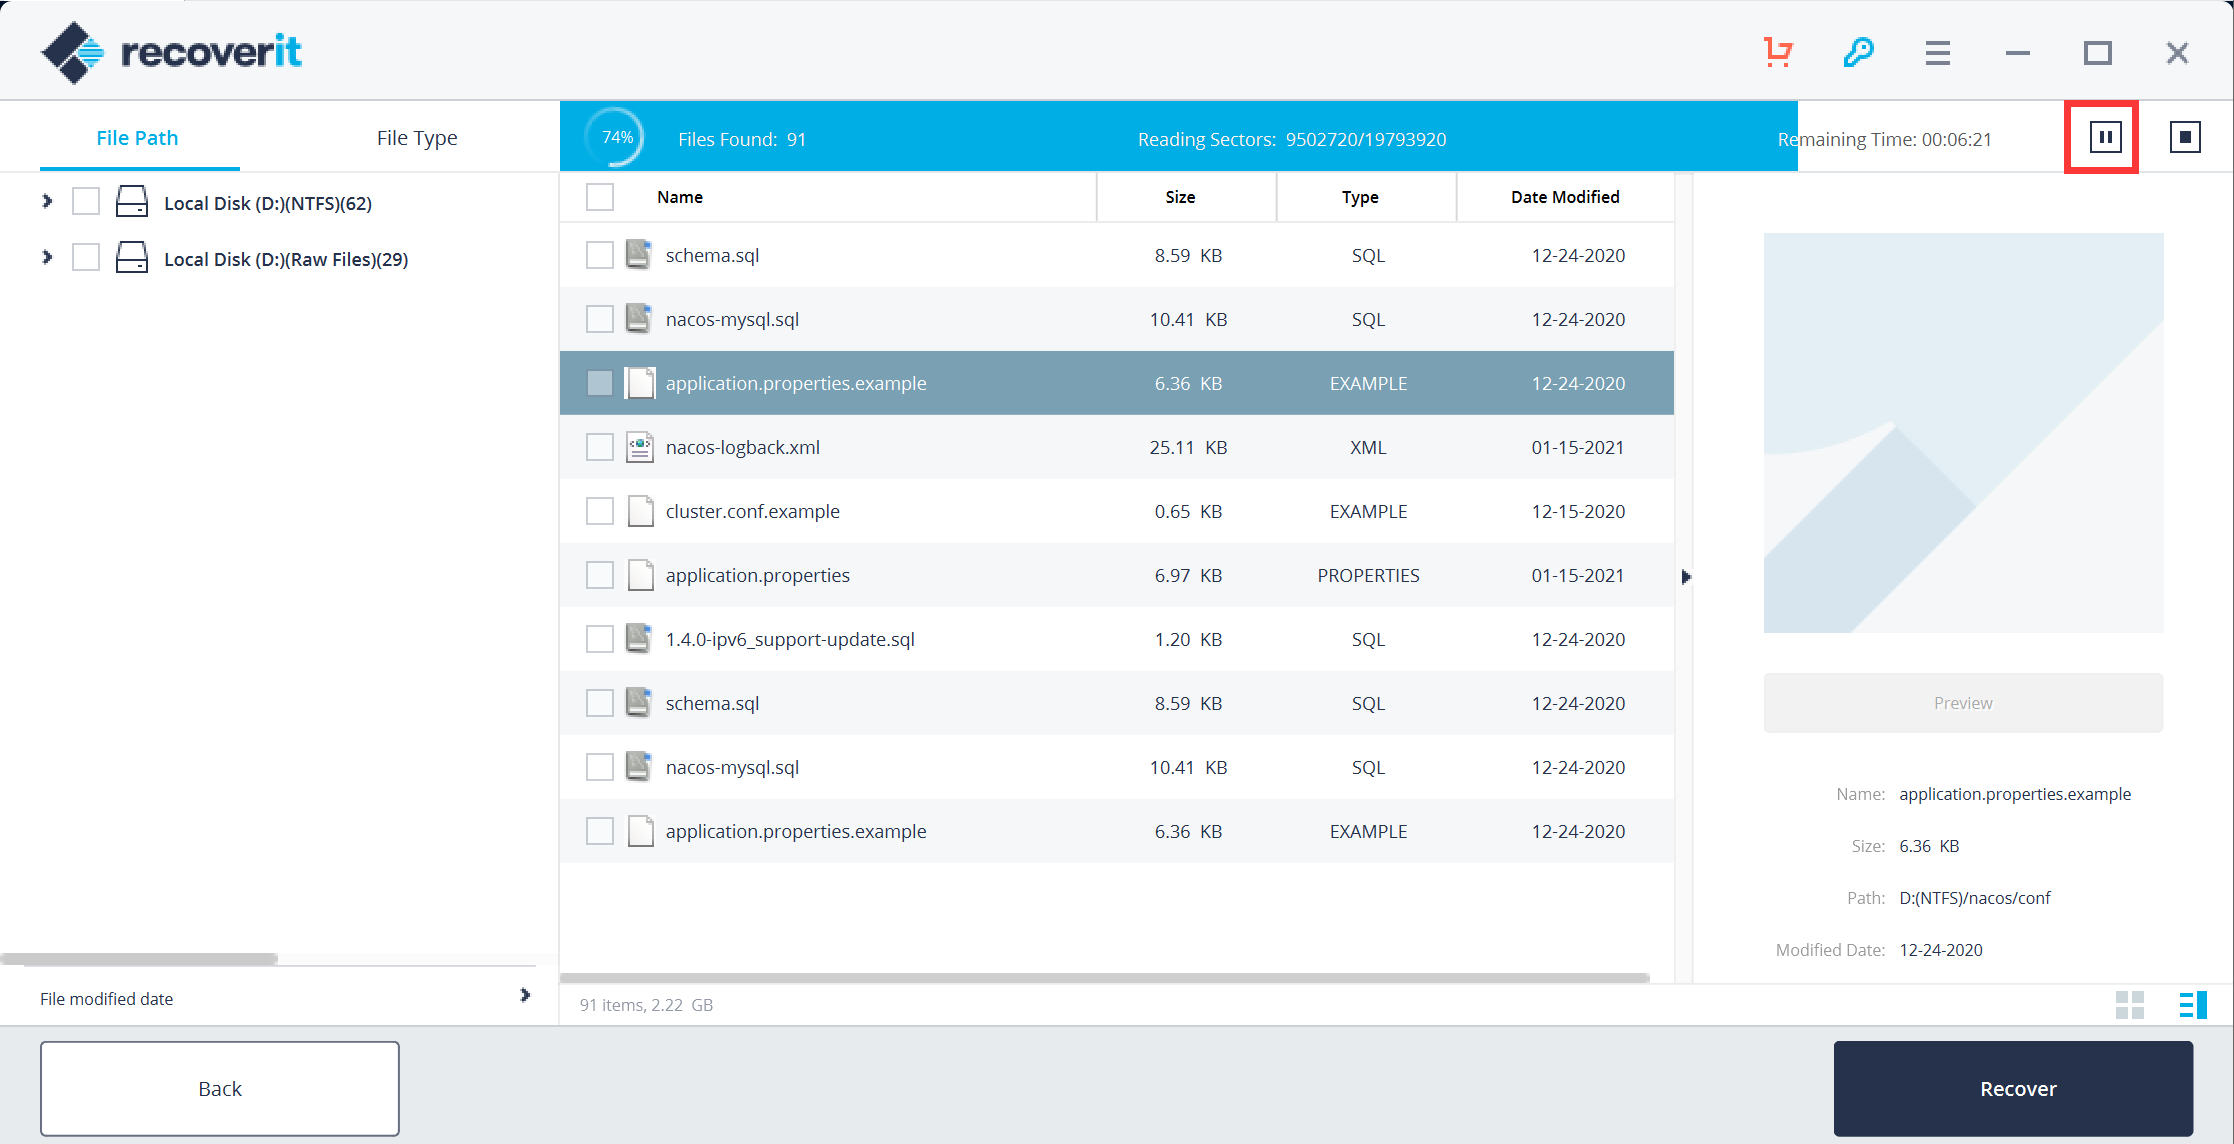 recoverit
File Path File Type
74% Files Found: 91 Reading Sectors: 9502720/19793920 Remaining Time: 00:06:21
Local Disk (D:)(NTFS)(62)
Local Disk (D:)(Raw Files)(29)
Name Size Type Date Modified
schema.sql 8.59 KB SQL 12-24-2020
nacos-mysql.sql 10.41 KB SQL 12-24-2020
application.properties.example 6.36 KB EXAMPLE 12-24-2020
nacos-logback.xml 25.11 KB XML 01-15-2021
cluster.conf.example 0.65 KB EXAMPLE 12-15-2020
application.properties 6.97 KB PROPERTIES 01-15-2021
1.4.0-ipv6_support-update.sql 1.20 KB SQL 12-24-2020
schema.sql 8.59 KB SQL 12-24-2020
nacos-mysql.sql 10.41 KB SQL 12-24-2020
application.properties.example 6.36 KB EXAMPLE 12-24-2020
Preview
Name: application.properties.example
Size: 6.36 KB
Path: D:(NTFS)/nacos/conf
Modified Date: 12-24-2020
File modified date
91 items, 2.22 GB
Back
Recover